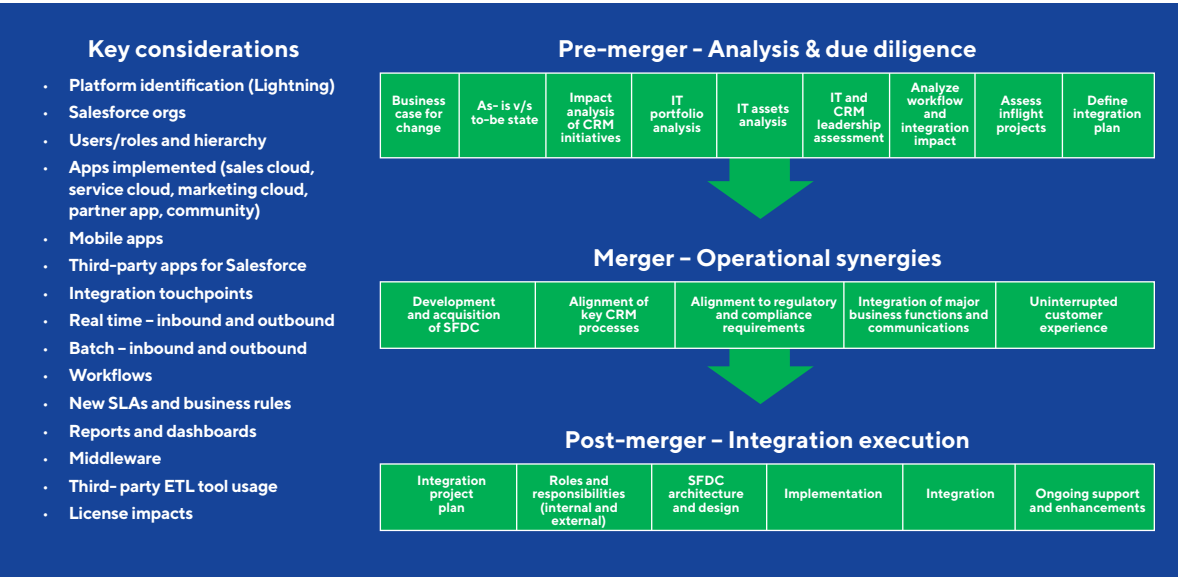 Key considerations
• Platform identification (Lightning)
• Salesforce orgs
• Users/roles and hierarchy
• Apps implemented (sales cloud,
service cloud, marketing cloud,
partner app, community)
• Mobile apps
• Third-party apps for Salesforce
• Integration touchpoints
• Real time – inbound and outbound
• Batch – inbound and outbound
• Workflows
• New SLAs and business rules
• Reports and dashboards
• Middleware
• Third- party ETL tool usage
• License impacts
Pre-merger - Analysis & due diligence
Business
case for
change
As- is v/s
to-be state
Impact
analysis
of CRM
initiatives
IT
portfolio
analysis
IT assets
analysis
IT and
CRM
leadership
assessment
Analyze
workflow
and
integration
impact
Assess
inflight
projects
Define
integration
plan
Merger – Operational synergies
Development
and acquisition
of SFDC
Alignment of
key CRM
processes
Alignment to regulatory
and compliance
requirements
Integration of major
business functions and
communications
Uninterrupted
customer
experience
Post-merger – Integration execution
Integration
project
plan
Roles and
responsibilities
(internal and
external)
SFDC
architecture
and design
Implementation
Integration
Ongoing support
and enhancements